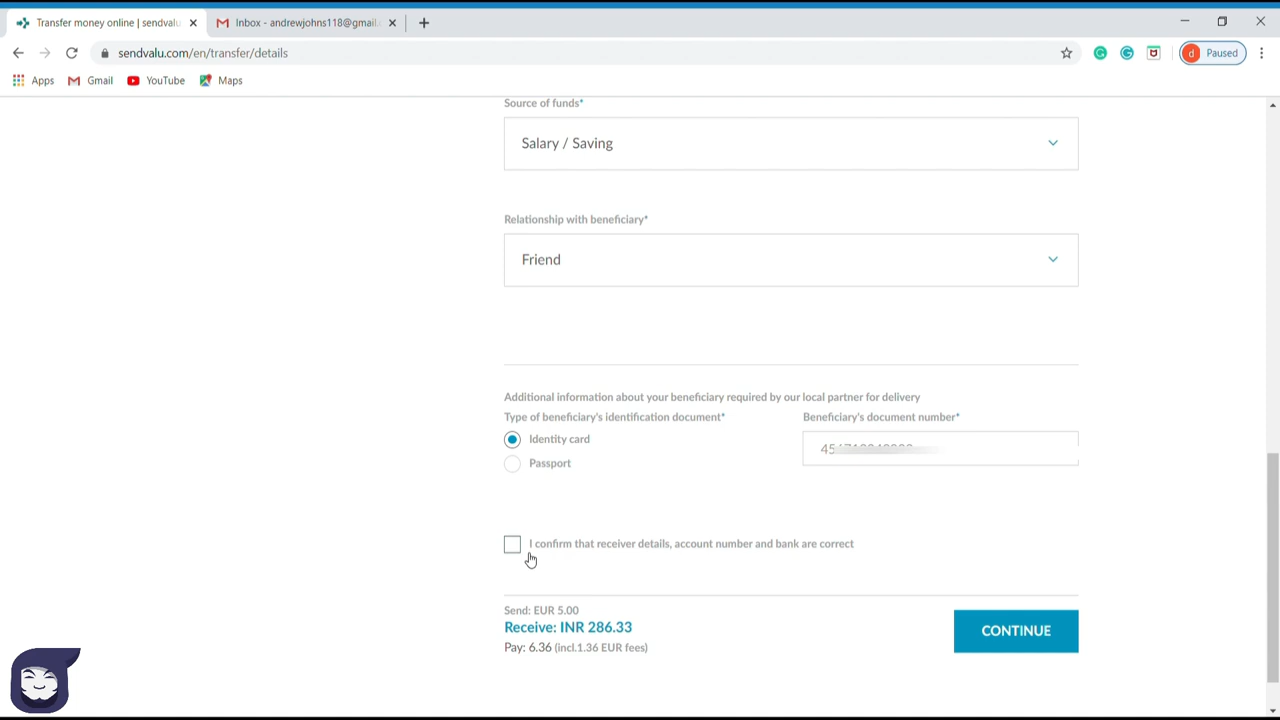 Transfer money online | sendvalu
Inbox - andrewjohns118@gmail.
sendvalu.com/en/transfer/details
d Paused
Apps
Gmail
YouTube
Maps
Source of funds*
Salary / Saving
Relationship with beneficiary*
Friend
Additional information about your beneficiary required by our local partner for delivery
Type of beneficiary's identification document*
Beneficiary's document number*
Identity card
Passport
I confirm that receiver details, account number and bank are correct
Send: EUR 5.00
Receive: INR 286.33
Pay: 6.36 (incl.1.36 EUR fees)
CONTINUE